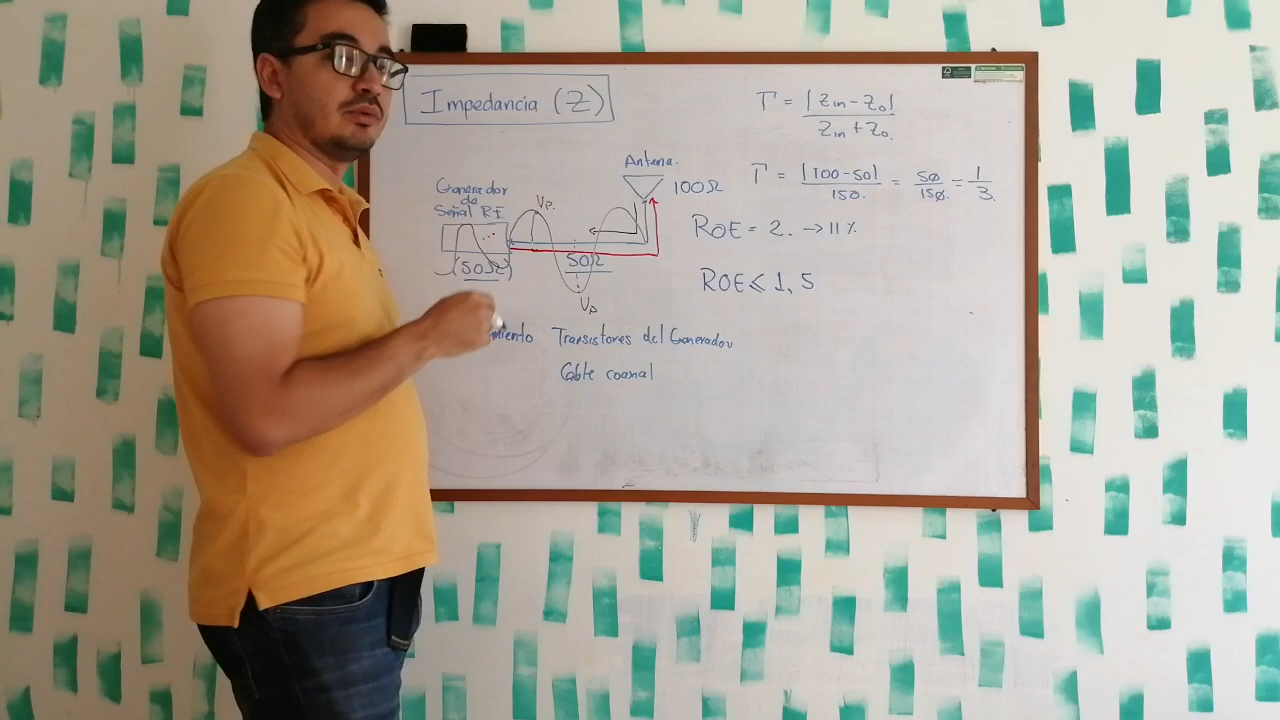 Impedancia (Z)
Γ = |Zin - Zo|
Zin + Zo.
Antena.
100Ω
Γ = |100-50| = 50 = 1
150. 150. 3.
Generador
de
Señal RF
Vp.
(50Ω)
50Ω
Vp
ROE = 2. → 11%
ROE ≤ 1,5
miento Transistores del Generador
Cable coaxial